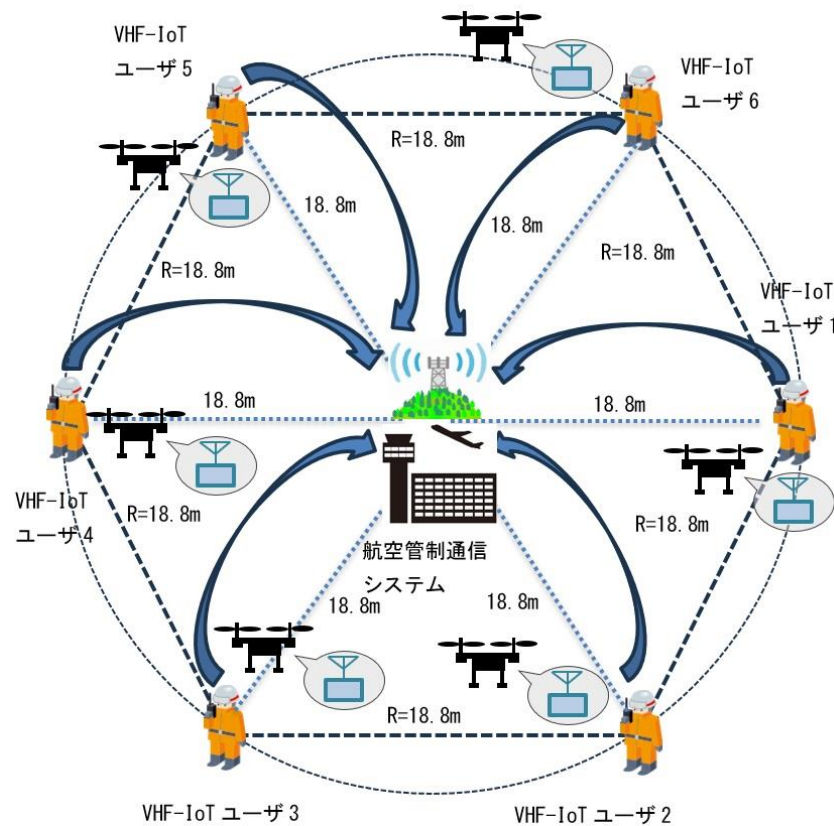 VHF-IoT
ユーザ5
VHF-IoT
ユーザ6
R=18.8m
18.8m
18.8m
R=18.8m
R=18.8m
VHF-IoT
ユーザ1
18.8m
18.8m
VHF-IoT
ユーザ4
R=18.8m
R=18.8m
航空管制通信
システム
18.8m
18.8m
R=18.8m
VHF-IoT ユーザ3
VHF-IoT ユーザ2